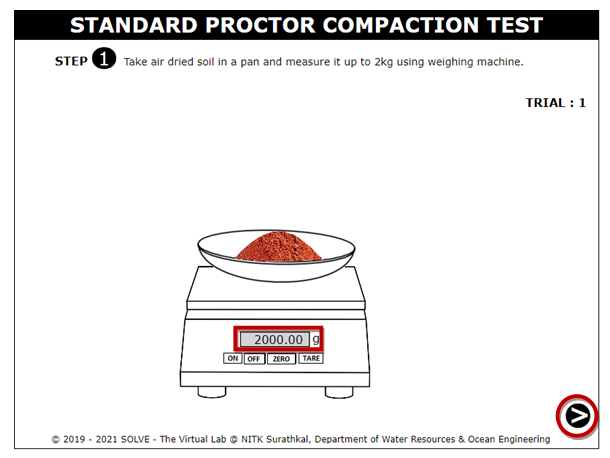 STANDARD PROCTOR COMPACTION TEST
STEP 1 Take air dried soil in a pan and measure it up to 2kg using weighing machine.
TRIAL : 1
2000.00 g
ON OFF ZERO TARE
>
© 2019 - 2021 SOLVE - The Virtual Lab @ NITK Surathkal, Department of Water Resources & Ocean Engineering